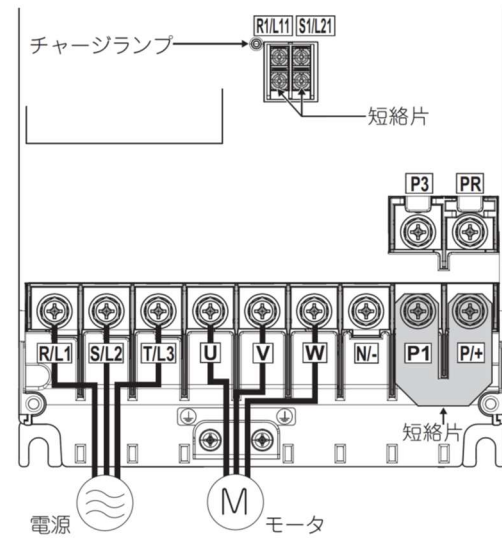 R1/L11 S1/L21
チャージランプ
短絡片
P3 PR
R/L1 S/L2 T/L3 U V W N/- P1 P/+
短絡片
M
電源 モータ